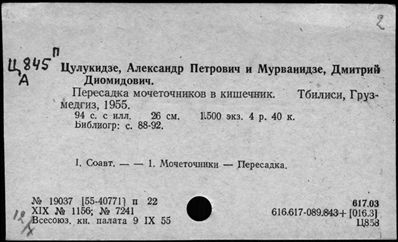 2
П
Ц 845
А
Цулукидзе, Александр Петрович и Мурванидзе, Дмитрий
Диомидович.
Пересадка мочеточников в кишечник. Тбилиси, Груз-
медгиз, 1955.
94 с. с илл. 26 см. 1.500 экз. 4 р. 40 к.
Библиогр: с. 88-92.
I. Соавт. — — 1. Мочеточники — Пересадка.
№ 19037 [55-40771] п 22
617.03
XIX № 1156; № 7241
616.617-089.843+[016.3]
Всесоюз. кн. палата 9 IX 55
Ц858